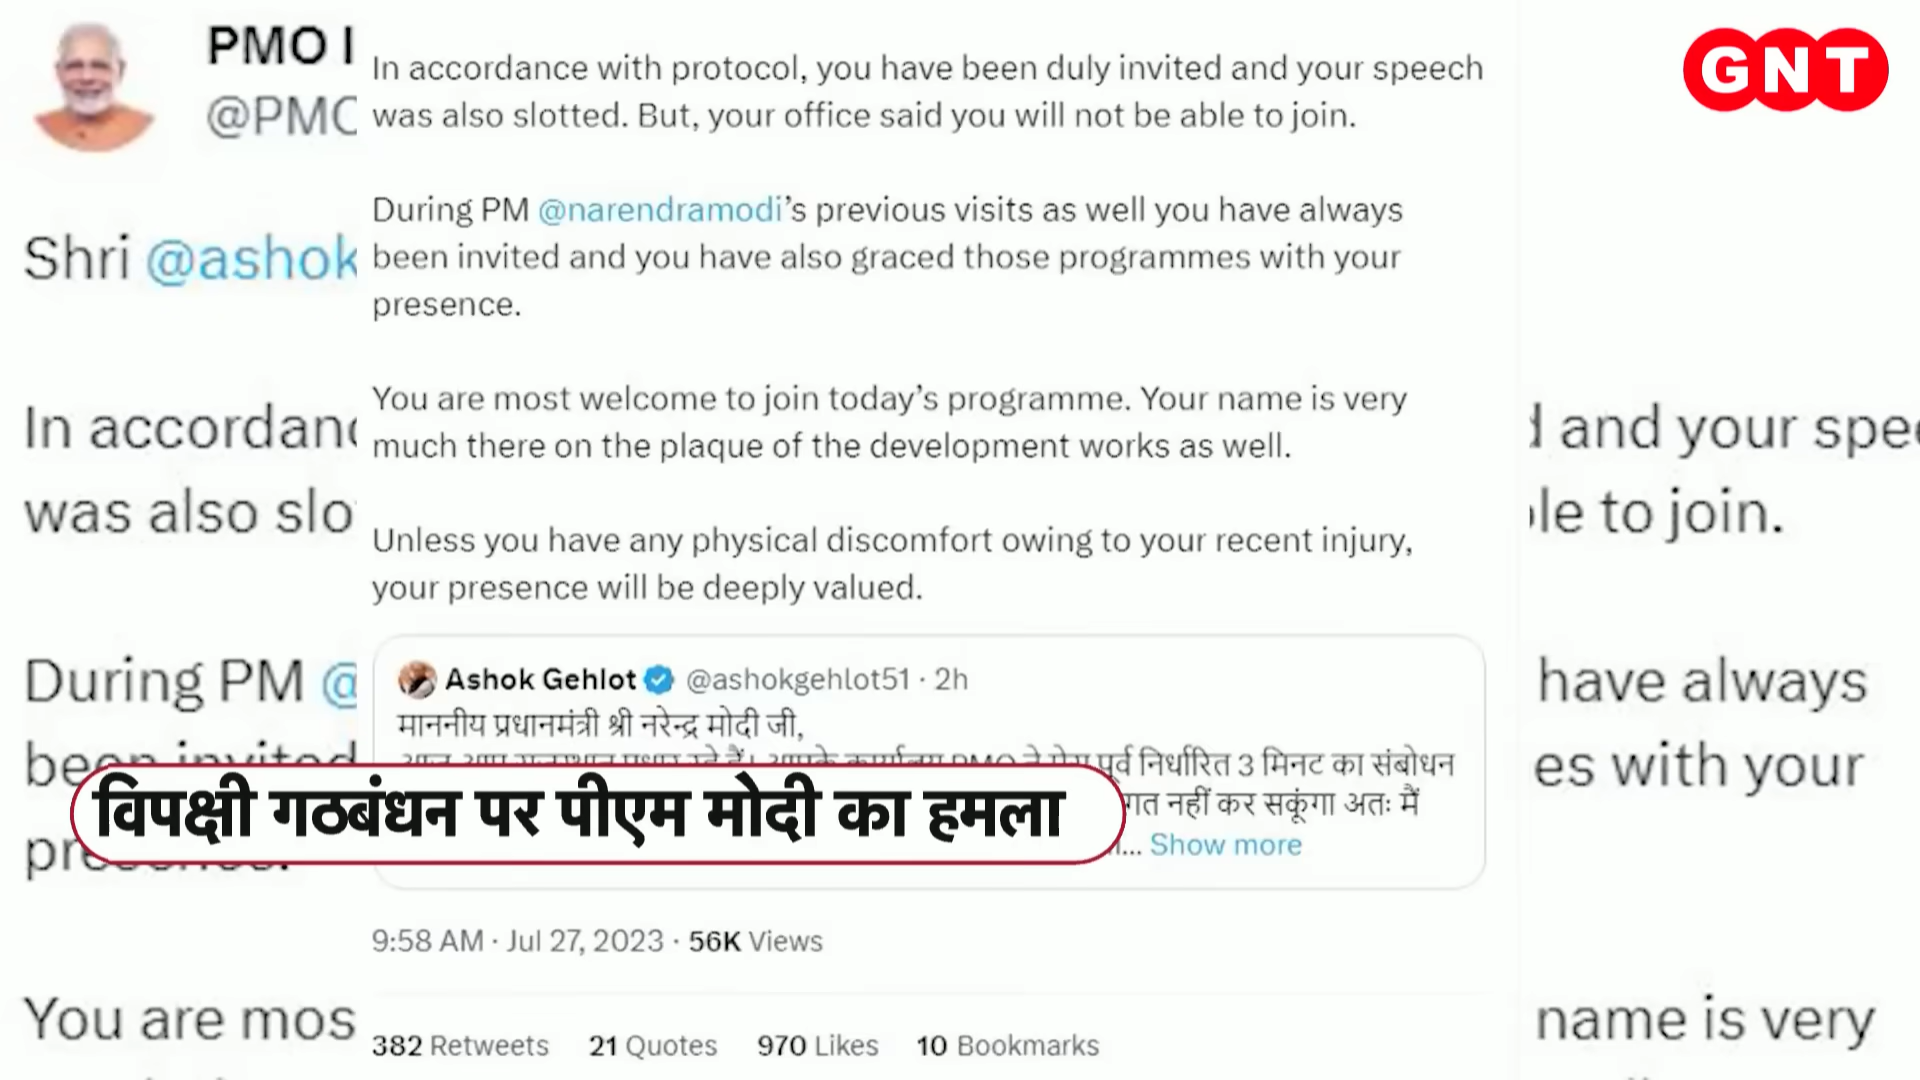 PMO I
@PMO
Shri @ashok
In accordanc
was also slo
During PM @
been invited
You are mos
In accordance with protocol, you have been duly invited and your speech
was also slotted. But, your office said you will not be able to join.
During PM @narendramodi's previous visits as well you have always
been invited and you have also graced those programmes with your
presence.
You are most welcome to join today's programme. Your name is very
much there on the plaque of the development works as well.
Unless you have any physical discomfort owing to your recent injury,
your presence will be deeply valued.
Ashok Gehlot @ashokgehlot51 · 2h
माननीय प्रधानमंत्री श्री नरेन्द्र मोदी जी,
पूर्व निर्धारित 3 मिनट का संबोधन
नहीं कर सकूंगा अतः मैं
... Show more
विपक्षी गठबंधन पर पीएम मोदी का हमला
9:58 AM · Jul 27, 2023 · 56K Views
382 Retweets 21 Quotes 970 Likes 10 Bookmarks
GNT
d and your spe
le to join.
have always
es with your
name is very